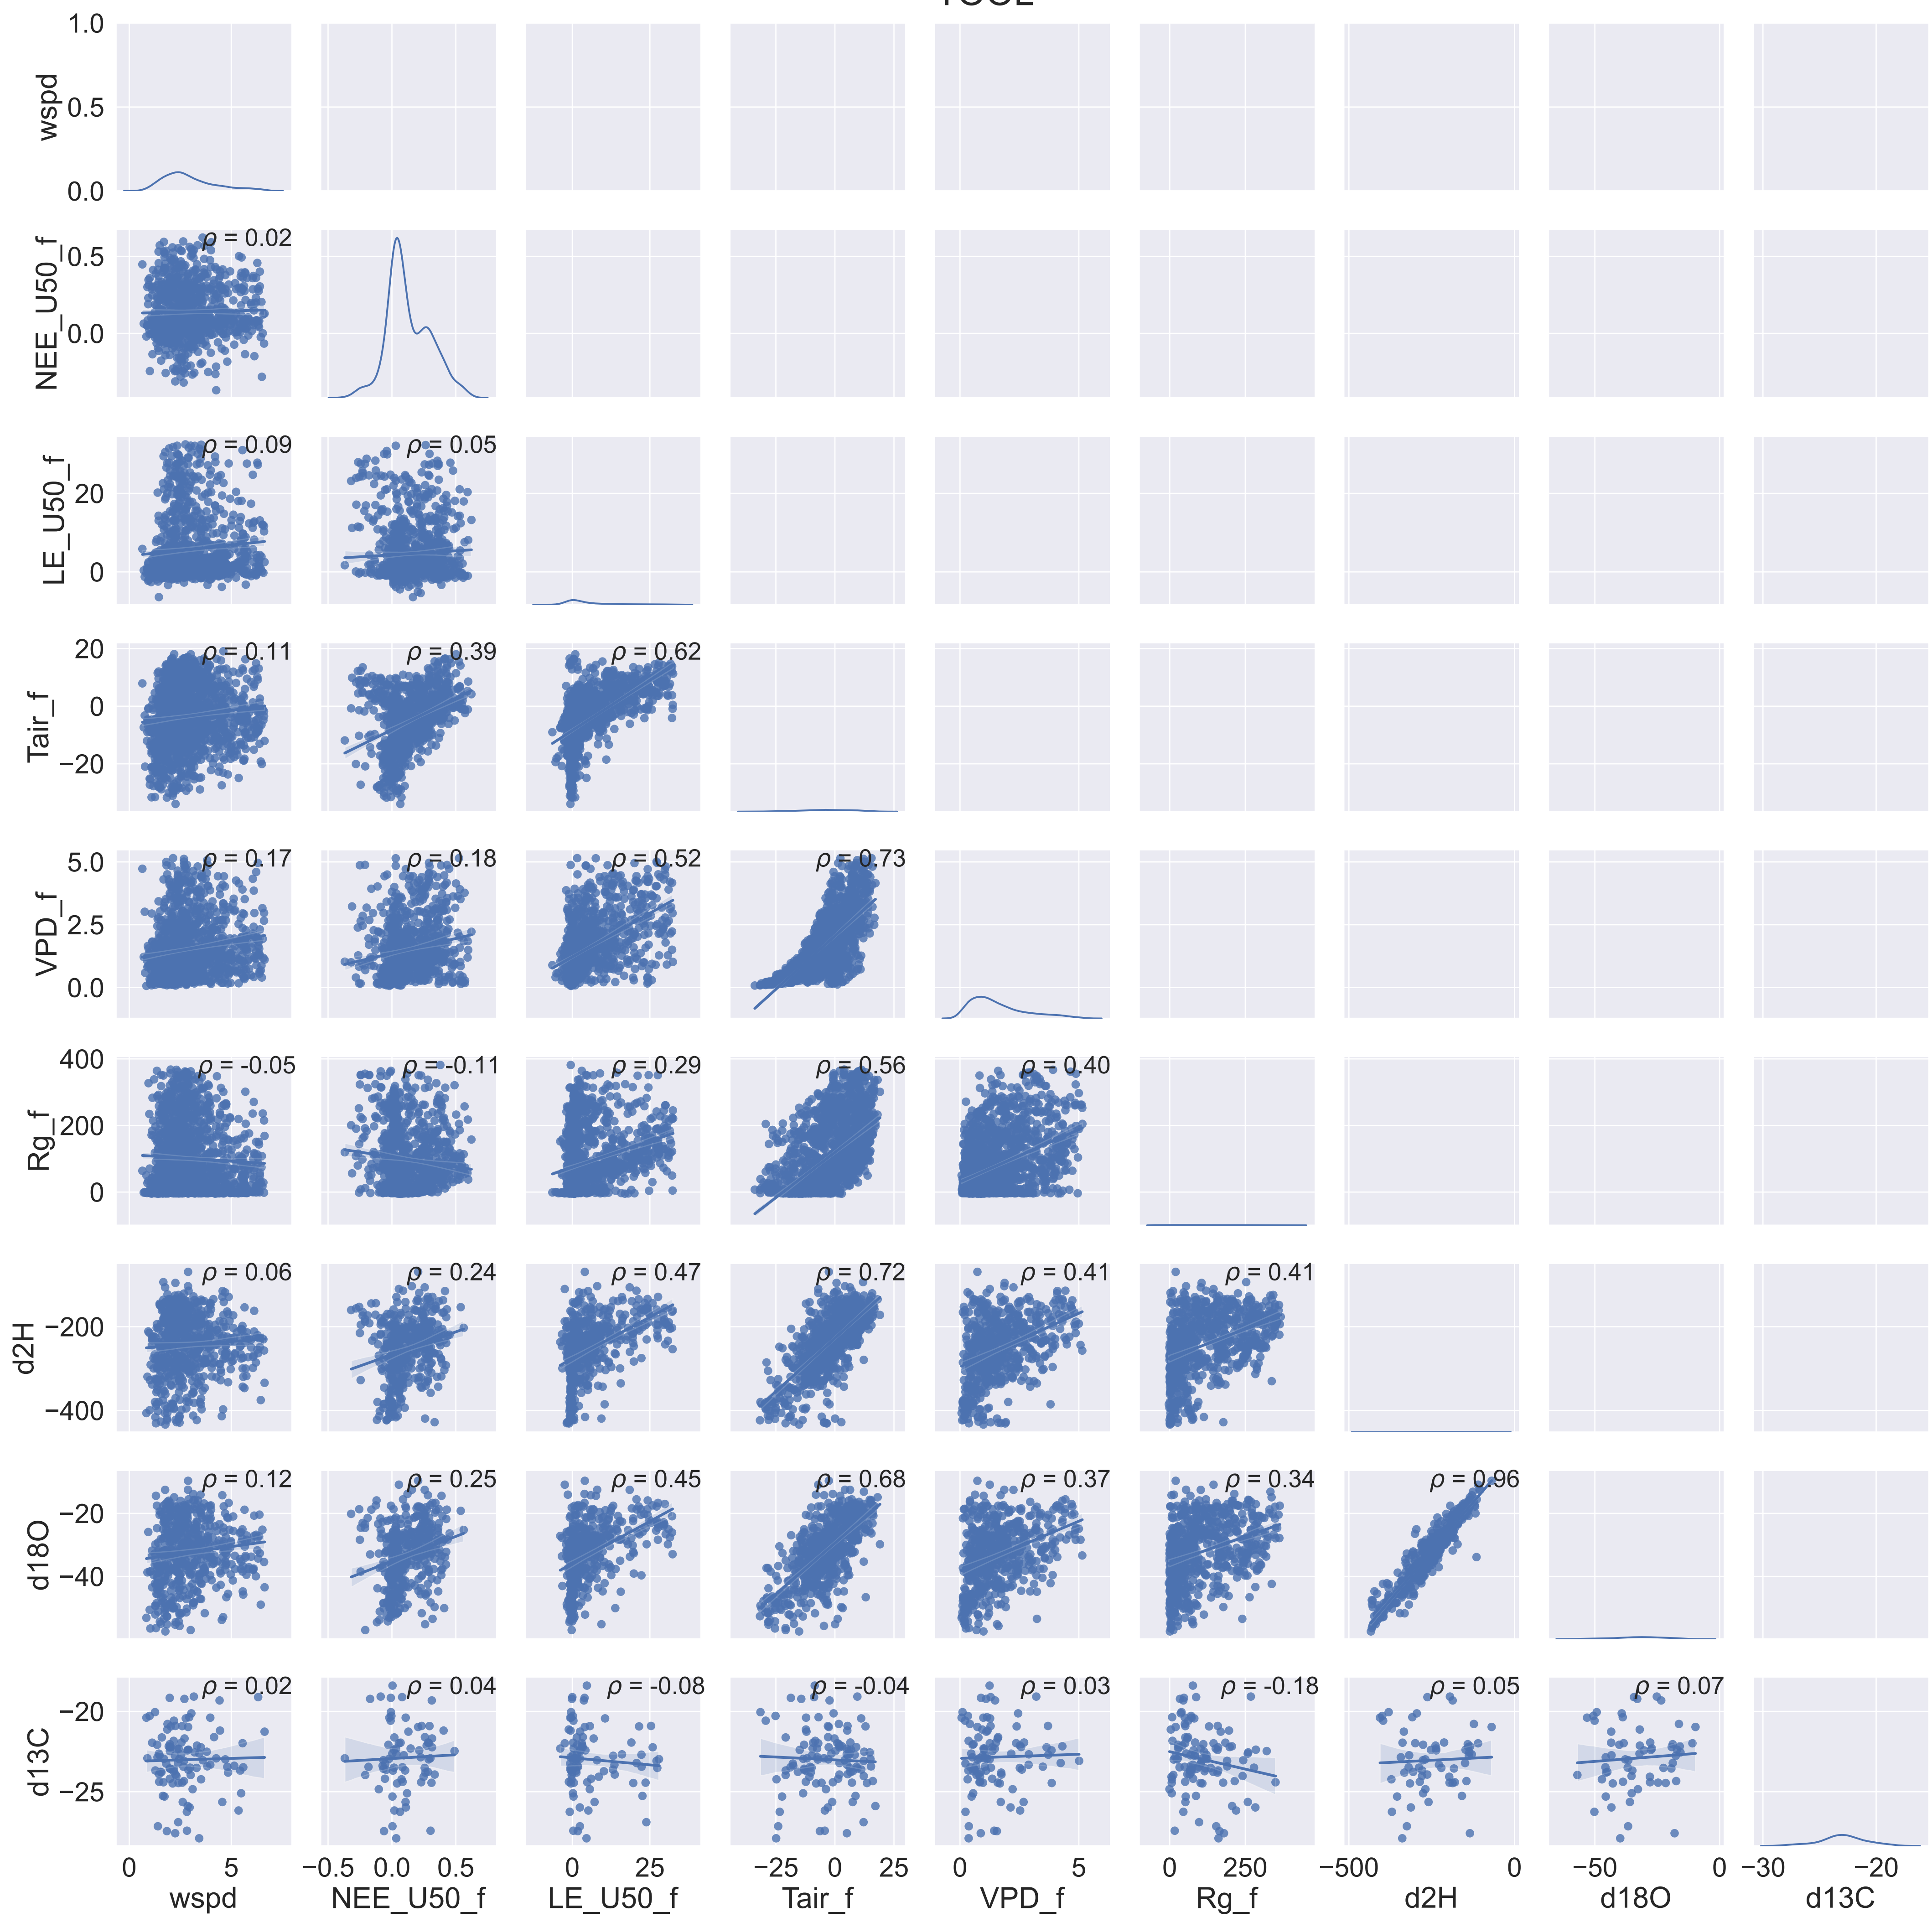 1.0
wspd
0.5
0.0
ρ = 0.02
NEE_U50_f
0.5
0.0
ρ = 0.09 ρ = 0.05
LE_U50_f
20
0
ρ = 0.11 ρ = 0.39 ρ = 0.62
Tair_f
20
0
−20
ρ = 0.17 ρ = 0.18 ρ = 0.52 ρ = 0.73
VPD_f
5.0
2.5
0.0
ρ = -0.05 ρ = -0.11 ρ = 0.29 ρ = 0.56 ρ = 0.40
Rg_f
400
200
0
ρ = 0.06 ρ = 0.24 ρ = 0.47 ρ = 0.72 ρ = 0.41 ρ = 0.41
d2H
−200
−400
ρ = 0.12 ρ = 0.25 ρ = 0.45 ρ = 0.68 ρ = 0.37 ρ = 0.34 ρ = 0.96
d18O
−20
−40
ρ = 0.02 ρ = 0.04 ρ = -0.08 ρ = -0.04 ρ = 0.03 ρ = -0.18 ρ = 0.05 ρ = 0.07
d13C
−20
−25
0 5 −0.5 0.0 0.5 0 25 −25 0 25 0 5 0 250 −500 0 −50 0 −30 −20
wspd NEE_U50_f LE_U50_f Tair_f VPD_f Rg_f d2H d18O d13C